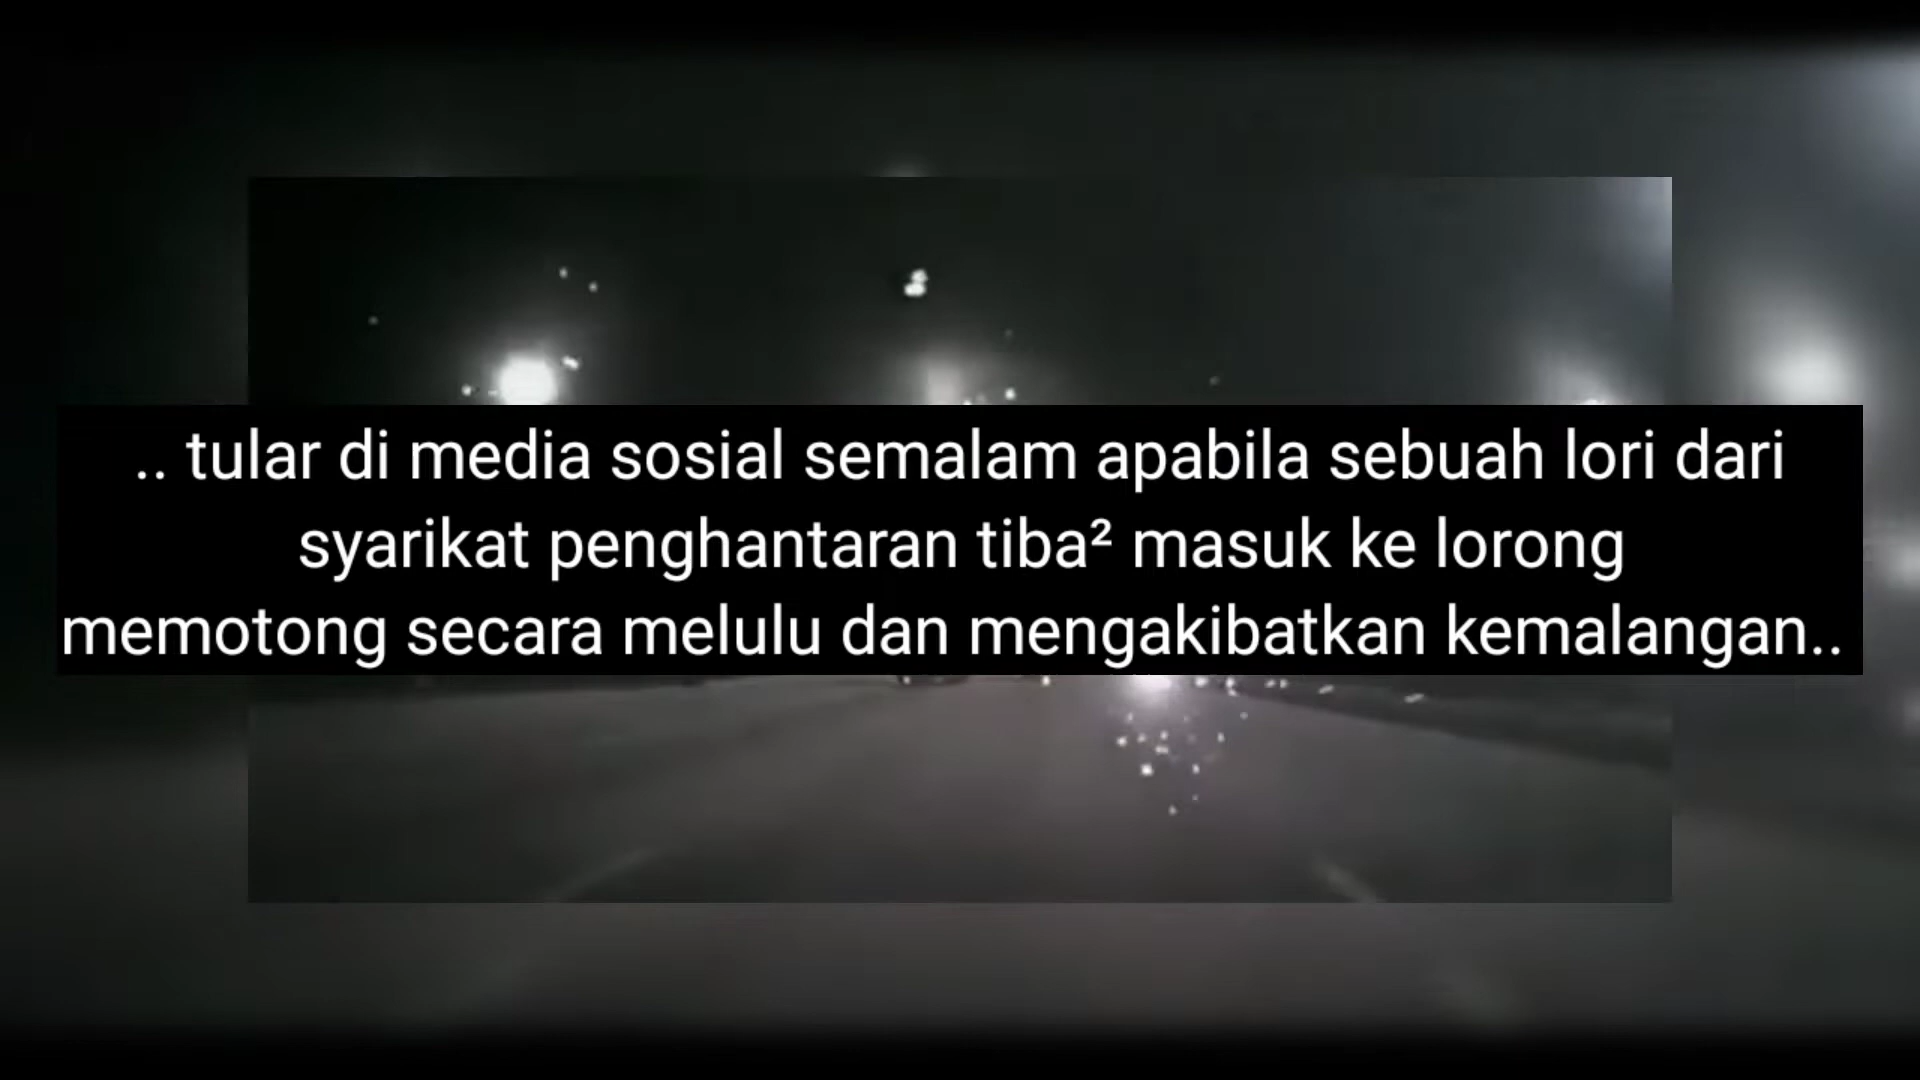 .. tular di media sosial semalam apabila sebuah lori dari
syarikat penghantaran tiba² masuk ke lorong
memotong secara melulu dan mengakibatkan kemalangan..